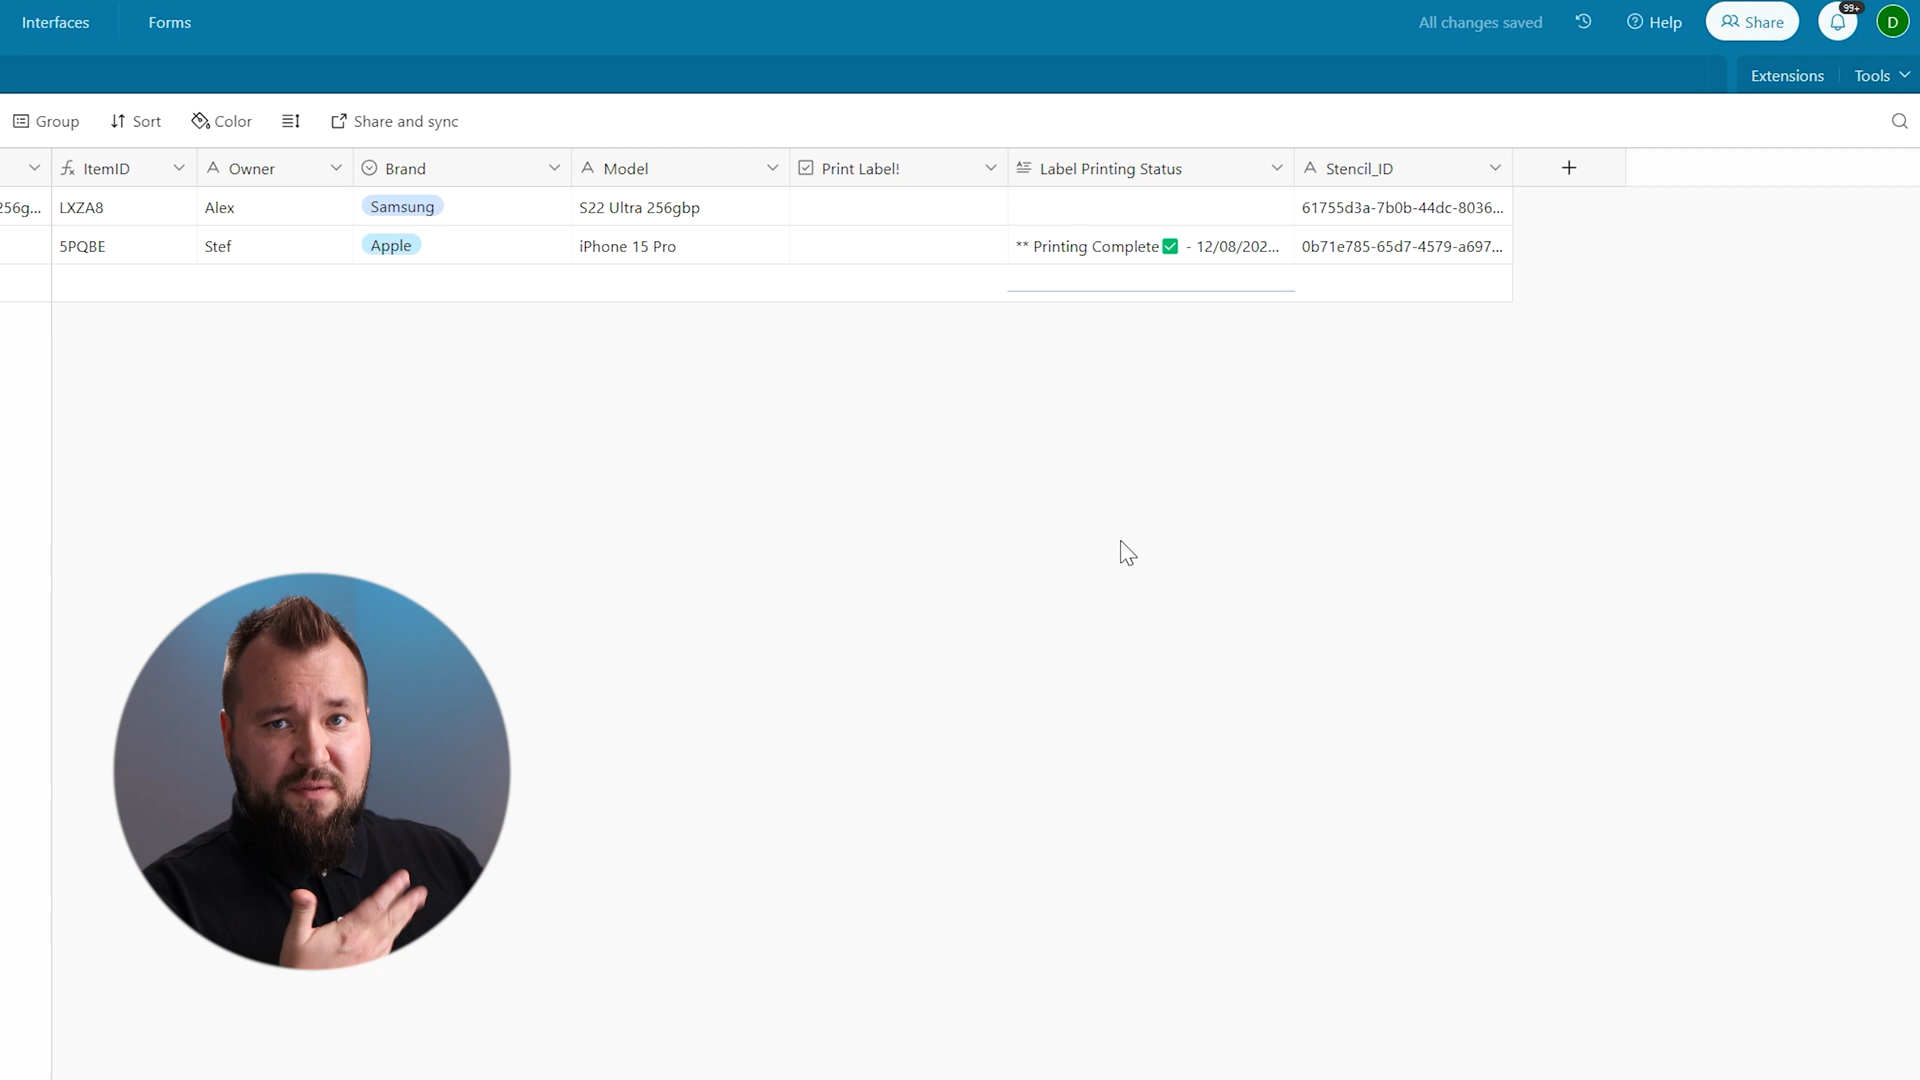 Interfaces
Forms
All changes saved
Help
Share
99+
D
Extensions
Tools
Group
Sort
Color
Share and sync
ItemID
Owner
Brand
Model
Print Label!
Label Printing Status
Stencil_ID
256g...
LXZA8
Alex
Samsung
S22 Ultra 256gbp
61755d3a-7b0b-44dc-8036...
5PQBE
Stef
Apple
iPhone 15 Pro
** Printing Complete✅ - 12/08/202...
0b71e785-65d7-4579-a697...